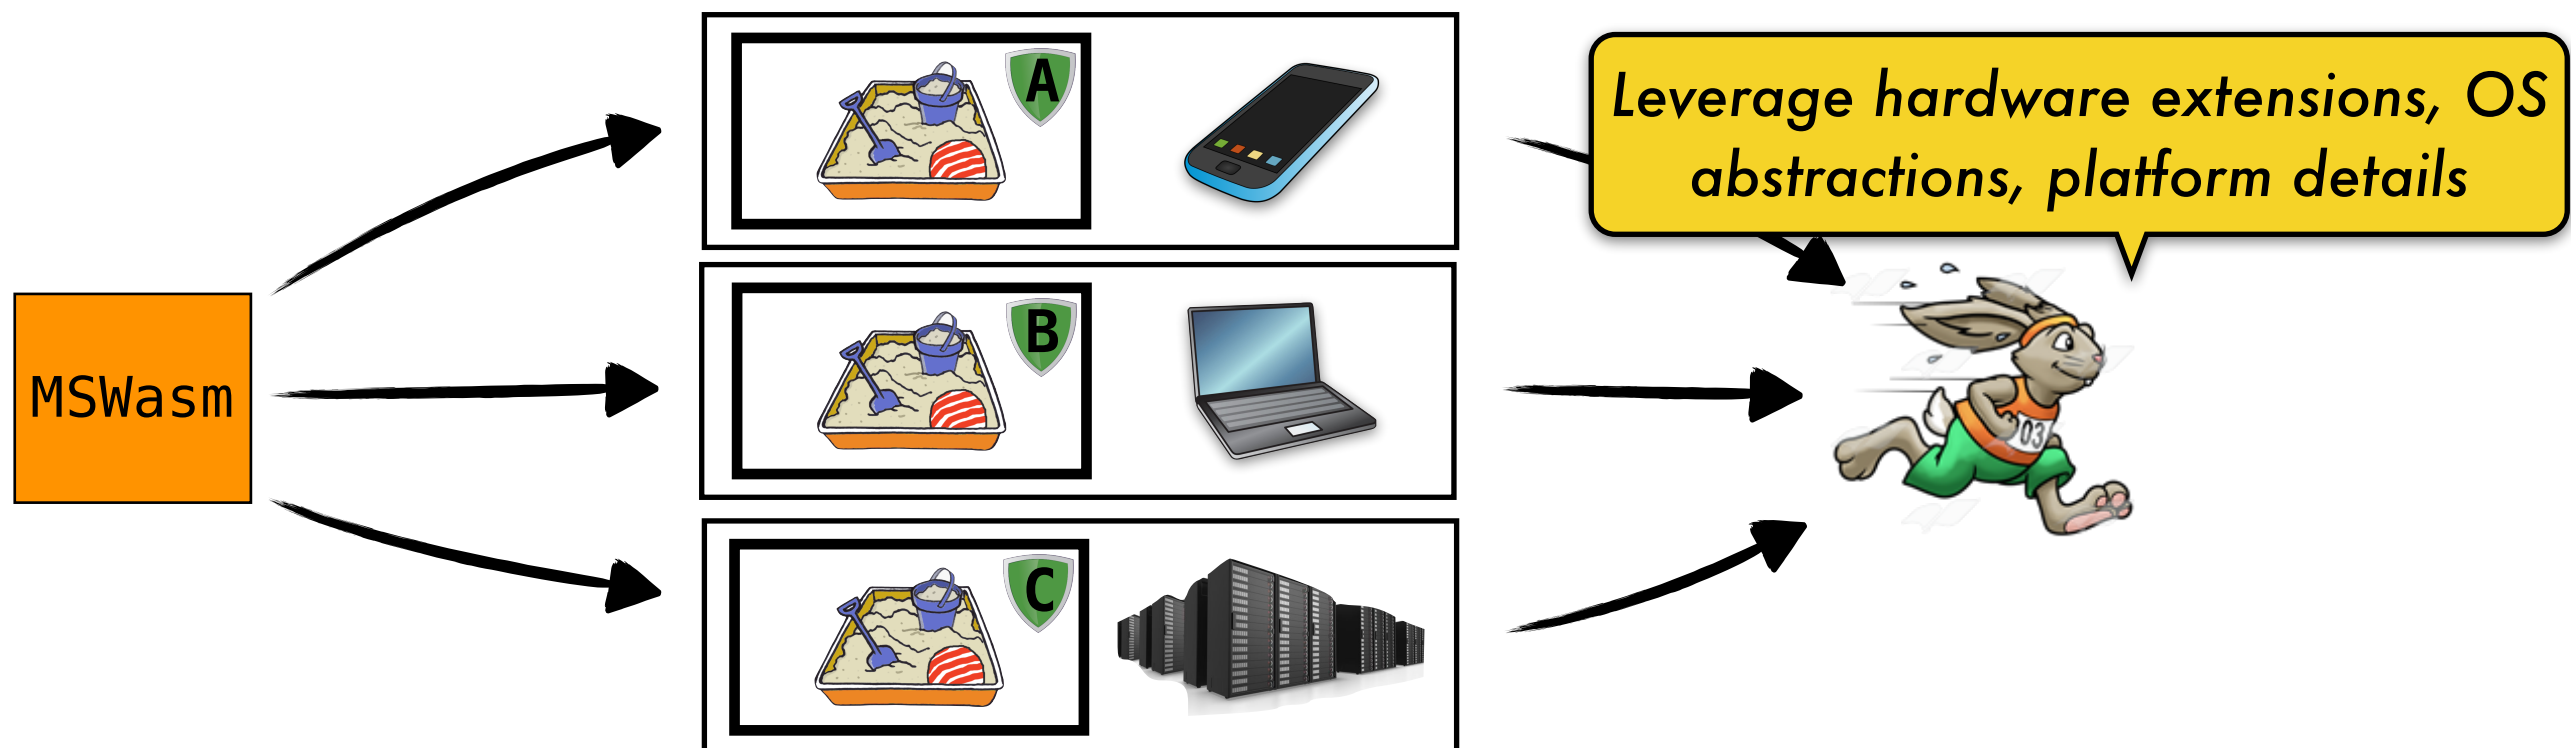 A
Leverage hardware extensions, OS
abstractions, platform details
B
MSWasm
03
C